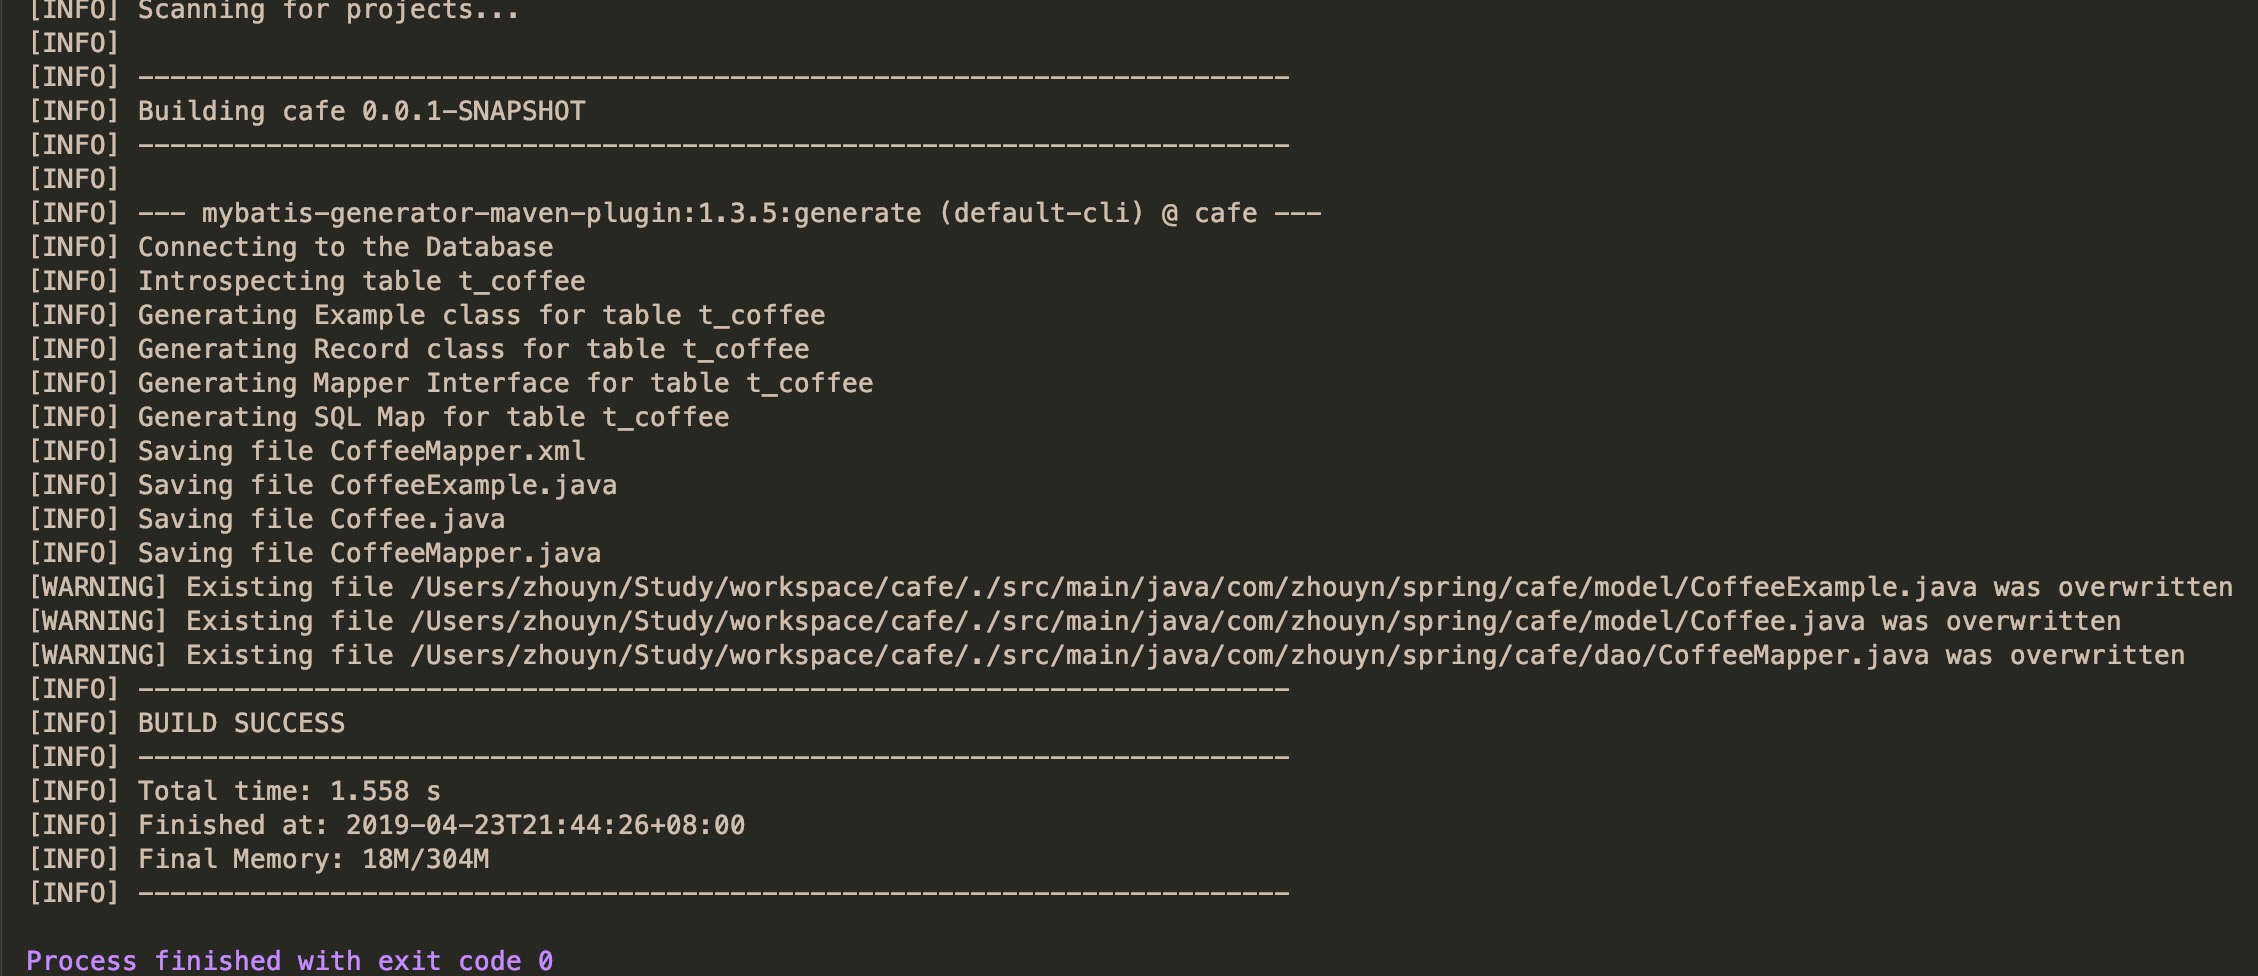 [INFO] Scanning for projects...
[INFO]
[INFO] ------------------------------------------------------------------------
[INFO] Building cafe 0.0.1-SNAPSHOT
[INFO] ------------------------------------------------------------------------
[INFO]
[INFO] --- mybatis-generator-maven-plugin:1.3.5:generate (default-cli) @ cafe ---
[INFO] Connecting to the Database
[INFO] Introspecting table t_coffee
[INFO] Generating Example class for table t_coffee
[INFO] Generating Record class for table t_coffee
[INFO] Generating Mapper Interface for table t_coffee
[INFO] Generating SQL Map for table t_coffee
[INFO] Saving file CoffeeMapper.xml
[INFO] Saving file CoffeeExample.java
[INFO] Saving file Coffee.java
[INFO] Saving file CoffeeMapper.java
[WARNING] Existing file /Users/zhouyn/Study/workspace/cafe/./src/main/java/com/zhouyn/spring/cafe/model/CoffeeExample.java was overwritten
[WARNING] Existing file /Users/zhouyn/Study/workspace/cafe/./src/main/java/com/zhouyn/spring/cafe/model/Coffee.java was overwritten
[WARNING] Existing file /Users/zhouyn/Study/workspace/cafe/./src/main/java/com/zhouyn/spring/cafe/dao/CoffeeMapper.java was overwritten
[INFO] ------------------------------------------------------------------------
[INFO] BUILD SUCCESS
[INFO] ------------------------------------------------------------------------
[INFO] Total time: 1.558 s
[INFO] Finished at: 2019-04-23T21:44:26+08:00
[INFO] Final Memory: 18M/304M
[INFO] ------------------------------------------------------------------------
Process finished with exit code 0